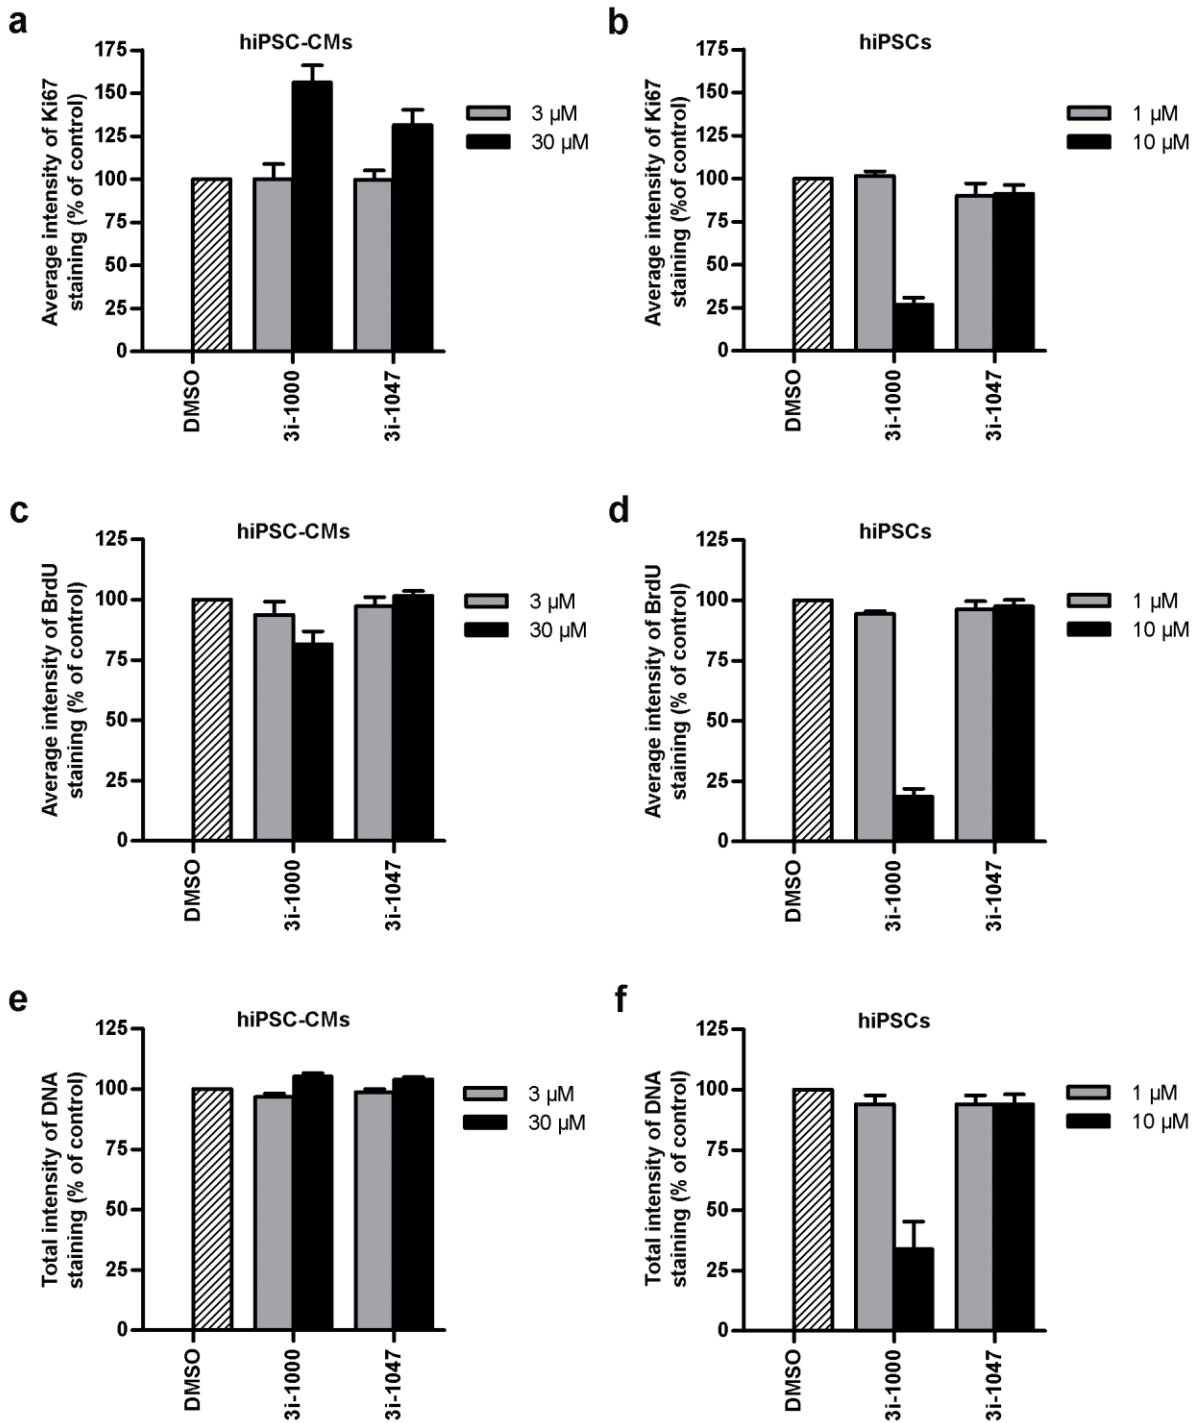 a
hiPSC-CMs
Average intensity of Ki67
staining (% of control)
175
150
125
100
75
50
25
0
DMSO
3i-1000
3i-1047
3 µM
30 µM
b
hiPSCs
Average intensity of Ki67
staining (%of control)
175
150
125
100
75
50
25
0
DMSO
3i-1000
3i-1047
1 µM
10 µM
c
hiPSC-CMs
Average intensity of BrdU
staining (% of control)
125
100
75
50
25
0
DMSO
3i-1000
3i-1047
3 µM
30 µM
d
hiPSCs
Average intensity of BrdU
staining (% of control)
125
100
75
50
25
0
DMSO
3i-1000
3i-1047
1 µM
10 µM
e
hiPSC-CMs
Total intensity of DNA
staining (% of control)
125
100
75
50
25
0
DMSO
3i-1000
3i-1047
3 µM
30 µM
f
hiPSCs
Total intensity of DNA
staining (% of control)
125
100
75
50
25
0
DMSO
3i-1000
3i-1047
1 µM
10 µM